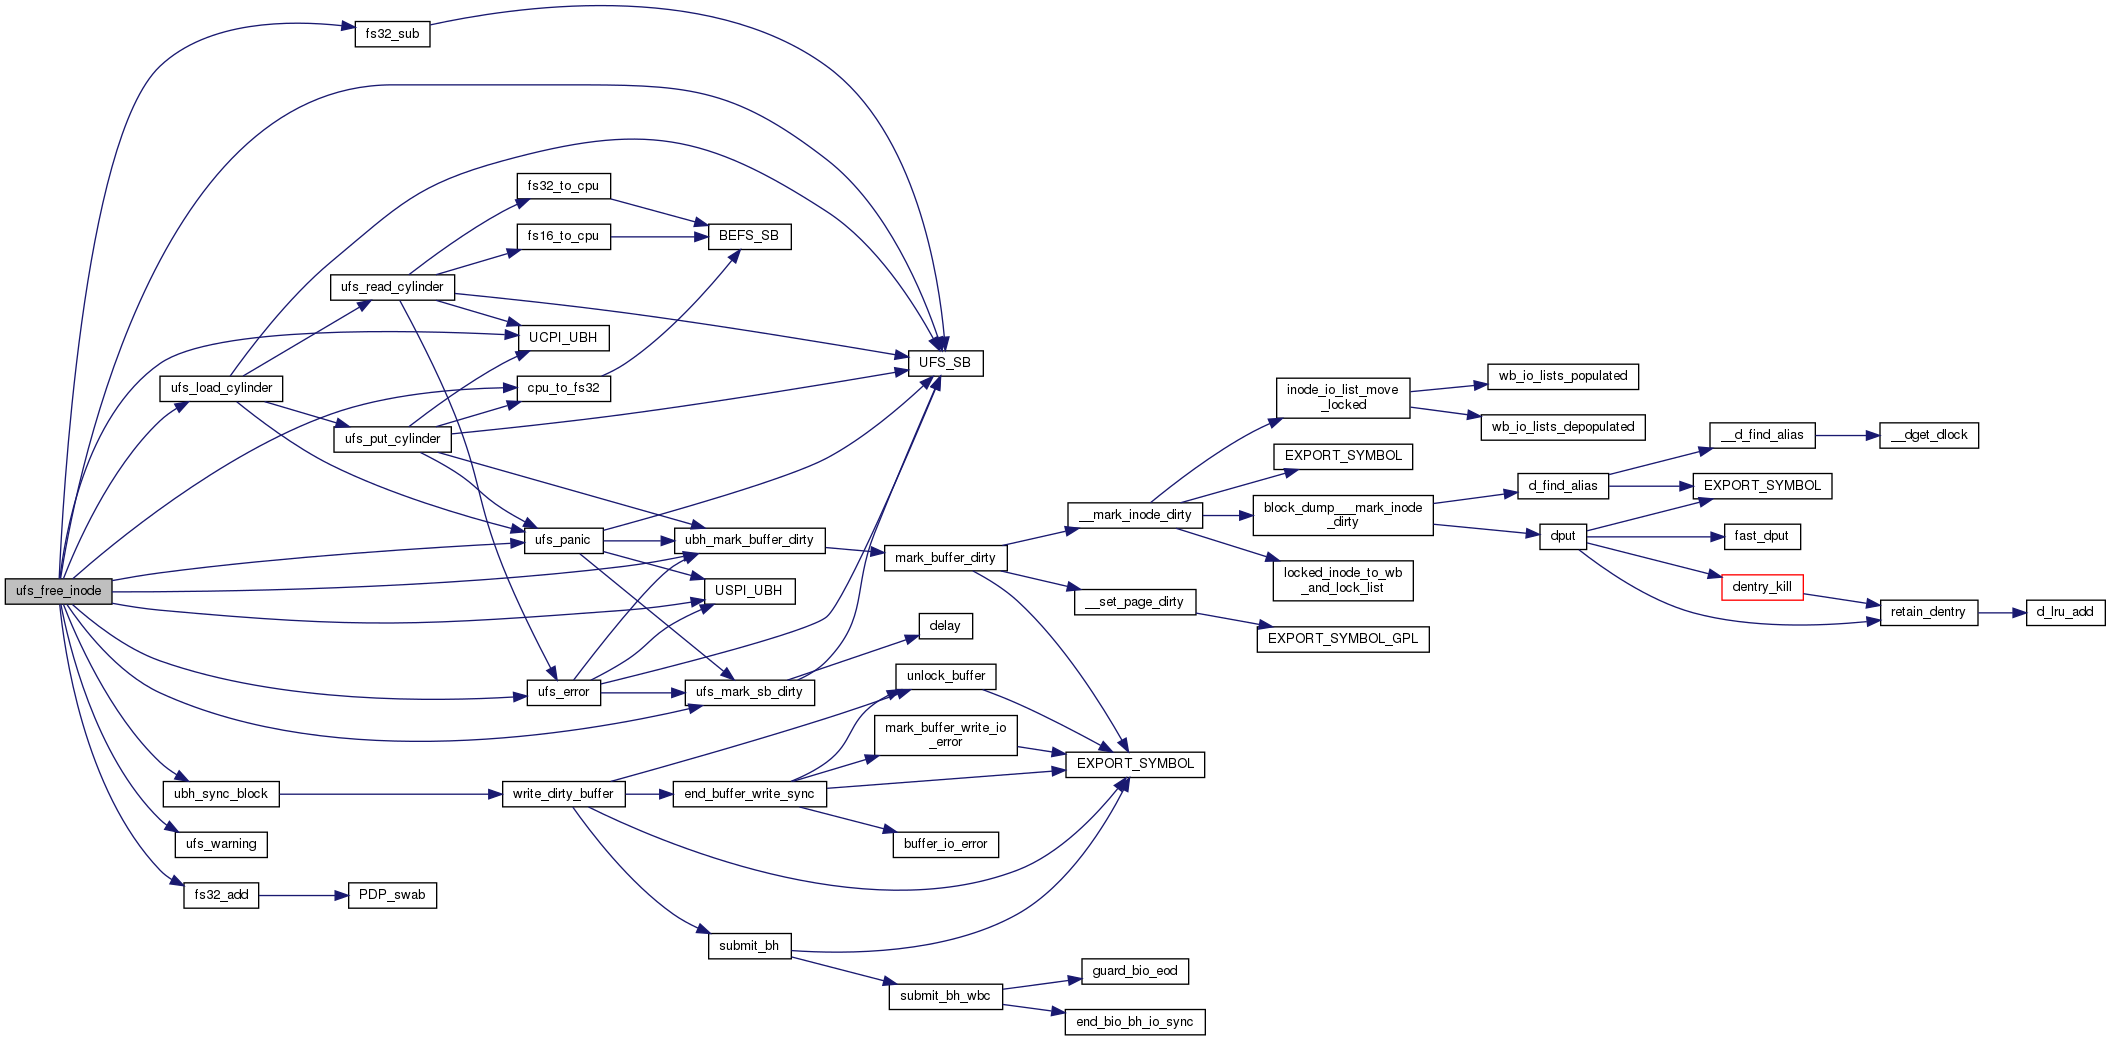 fs32_sub
fs32_to_cpu
fs16_to_cpu
BEFS_SB
ufs_read_cylinder
UCPI_UBH
UFS_SB
ufs_load_cylinder
cpu_to_fs32
ufs_put_cylinder
ufs_panic
ubh_mark_buffer_dirty
mark_buffer_dirty
ufs_free_inode
USPI_UBH
delay
ufs_error
ufs_mark_sb_dirty
unlock_buffer
mark_buffer_write_io
_error
EXPORT_SYMBOL
ubh_sync_block
write_dirty_buffer
end_buffer_write_sync
ufs_warning
buffer_io_error
fs32_add
PDP_swab
submit_bh
submit_bh_wbc
guard_bio_eod
end_bio_bh_io_sync
__mark_inode_dirty
__set_page_dirty
inode_io_list_move
_locked
EXPORT_SYMBOL
block_dump___mark_inode
_dirty
locked_inode_to_wb
_and_lock_list
EXPORT_SYMBOL_GPL
wb_io_lists_populated
wb_io_lists_depopulated
d_find_alias
dput
__d_find_alias
EXPORT_SYMBOL
fast_dput
dentry_kill
__dget_dlock
retain_dentry
d_lru_add